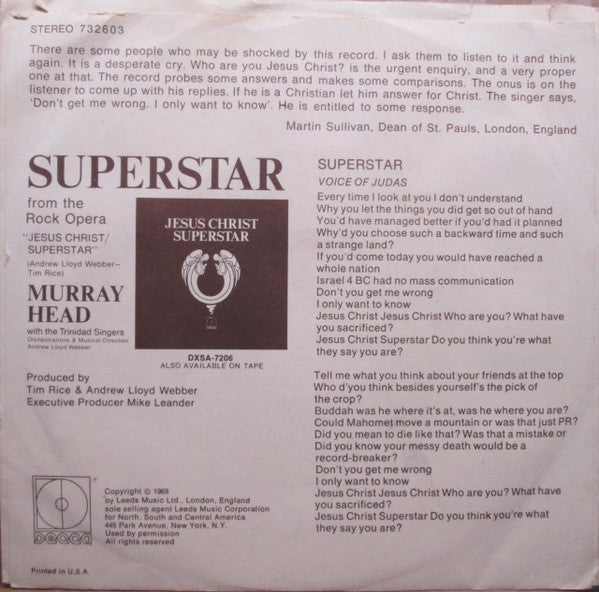 STEREO 732603
There are some people who may be shocked by this record. I ask them to listen to it and think
again. It is a desperate cry. Who are you Jesus Christ? is the urgent enquiry, and a very proper
one at that. The record probes some answers and makes some comparisons. The onus is on the
listener to come up with his replies. If he is a Christian let him answer for Christ. The singer says,
'Don't get me wrong. I only want to know'. He is entitled to some response.
Martin Sullivan, Dean of St. Pauls, London, England
SUPERSTAR
from the
Rock Opera
"JESUS CHRIST/
SUPERSTAR"
(Andrew Lloyd Webber—
Tim Rice)
MURRAY
HEAD
with the Trinidad Singers
Orchestrations & Musical Direction
Andrew Lloyd Webber
JESUS CHRIST
SUPERSTAR
DXSA-7206
ALSO AVAILABLE ON TAPE
Produced by
Tim Rice & Andrew Lloyd Webber
Executive Producer Mike Leander
DECCA
Copyright © 1969
by Leeds Music Ltd., London, England
sole selling agent Leeds Music Corporation
for North, South and Central America
445 Park Avenue, New York, N.Y.
Used by permission
All rights reserved
Printed in U.S.A.
SUPERSTAR
VOICE OF JUDAS
Every time I look at you I don't understand
Why you let the things you did get so out of hand
You'd have managed better if you'd had it planned
Why'd you choose such a backward time and such
a strange land?
If you'd come today you would have reached a
whole nation
Israel 4 BC had no mass communication
Don't you get me wrong
I only want to know
Jesus Christ Jesus Christ Who are you? What have
you sacrificed?
Jesus Christ Superstar Do you think you're what
they say you are?
Tell me what you think about your friends at the top
Who d'you think besides yourself's the pick of
the crop?
Buddah was he where it's at, was he where you are?
Could Mahomet move a mountain or was that just PR?
Did you mean to die like that? Was that a mistake or
Did you know your messy death would be a
record-breaker?
Don't you get me wrong
I only want to know
Jesus Christ Jesus Christ Who are you? What have
you sacrificed?
Jesus Christ Superstar Do you think you're what
they say you are?